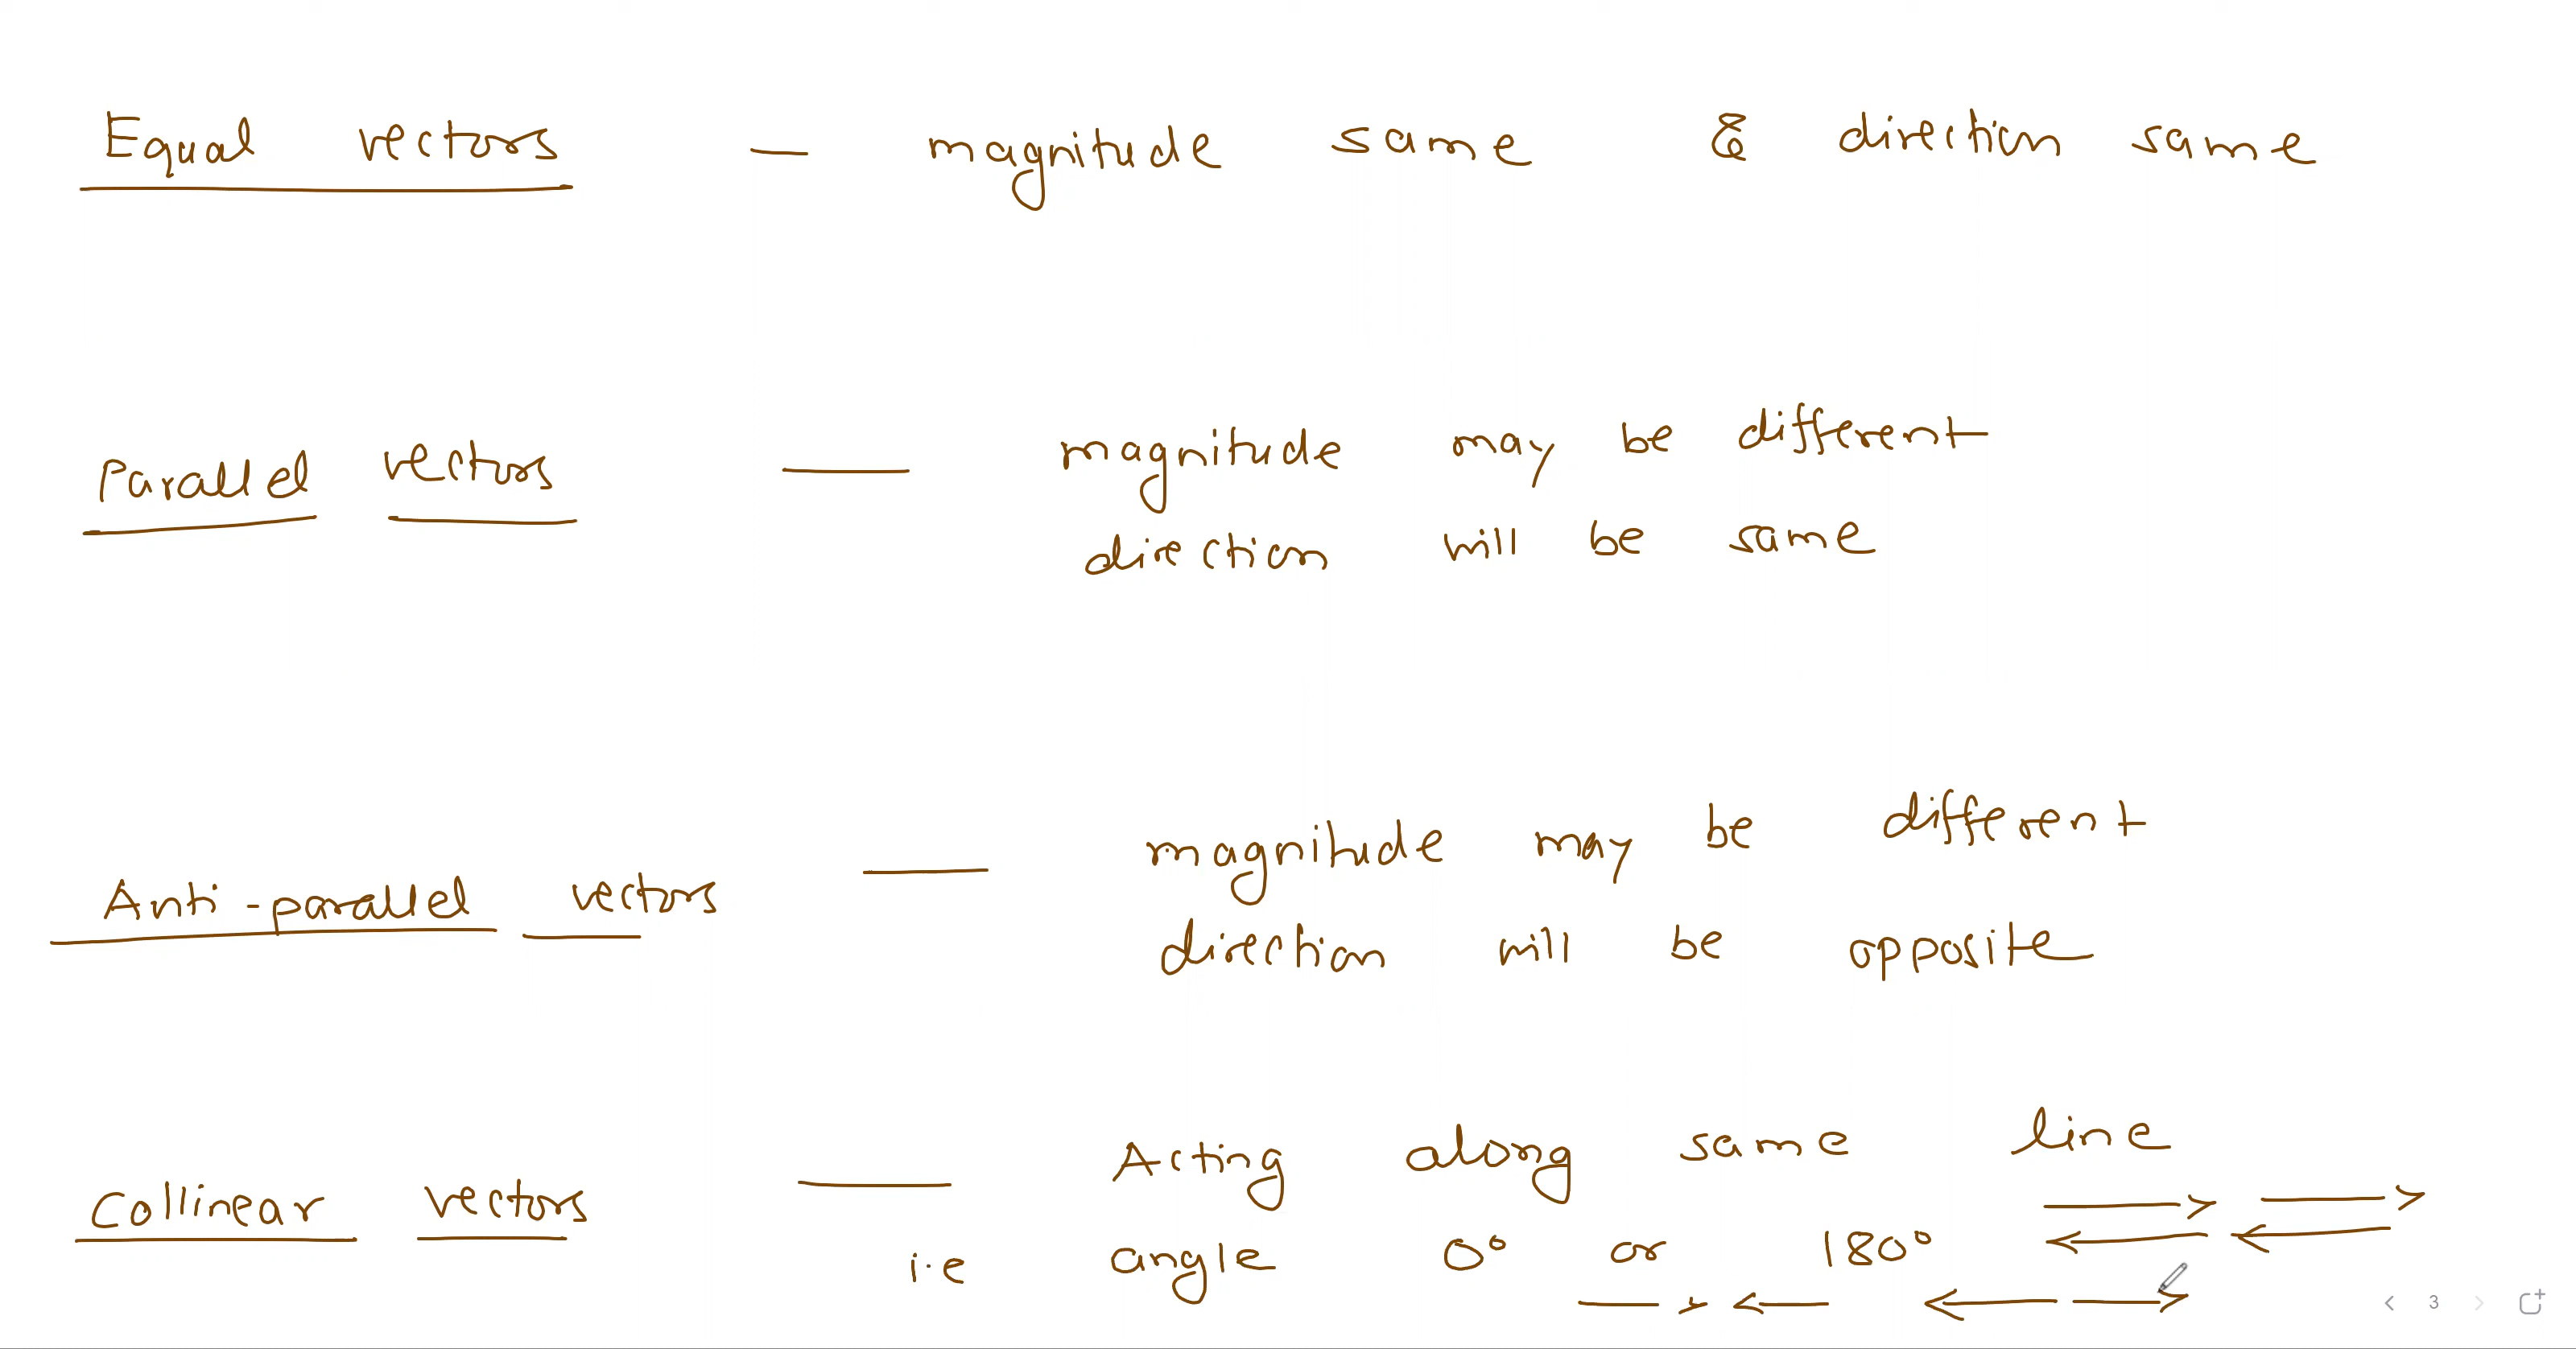 Equal vectors — magnitude same & direction same
Parallel vectors — magnitude may be different
direction will be same
Anti-parallel vectors — magnitude may be different
direction will be opposite
Collinear vectors — Acting along same line
i.e angle 0° or 180°
3